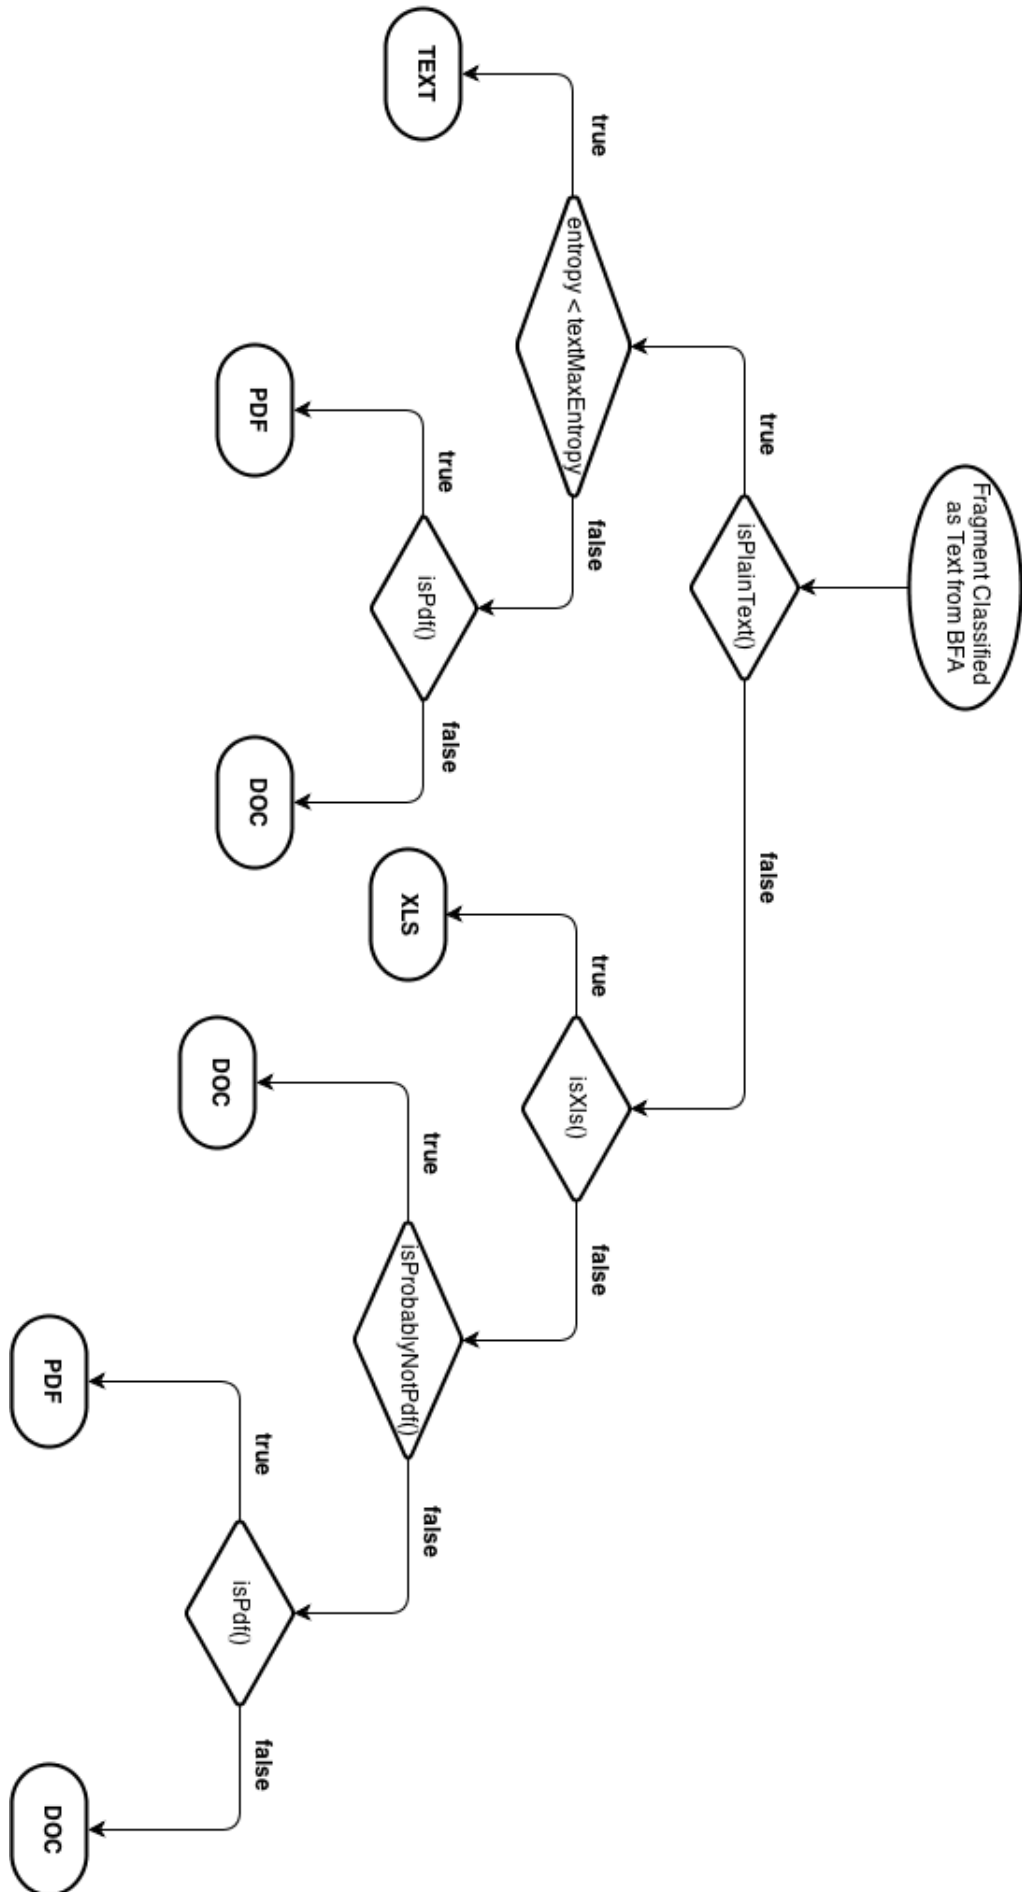 Fragment Classified
as Text from BFA
isPlainText()
true
false
entropy < textMaxEntropy
isXls()
true
false
true
false
TEXT
isPdf()
XLS
isProbablyNotPdf()
true
false
true
false
PDF
DOC
DOC
isPdf()
true
false
PDF
DOC